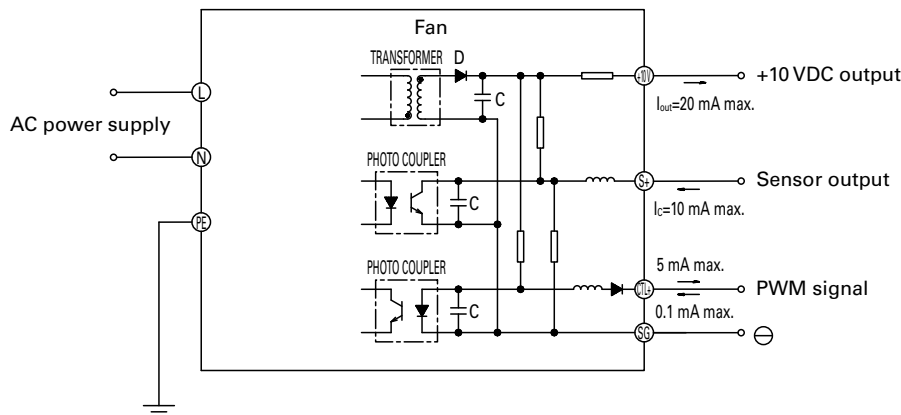 Fan
TRANSFORMER D
+10V
+10 VDC output
C
Iout=20 mA max.
L
AC power supply
N
PHOTO COUPLER
C
S+
Sensor output
IC=10 mA max.
PE
PHOTO COUPLER
C
5 mA max.
CTL+
PWM signal
0.1 mA max.
SG
⊖